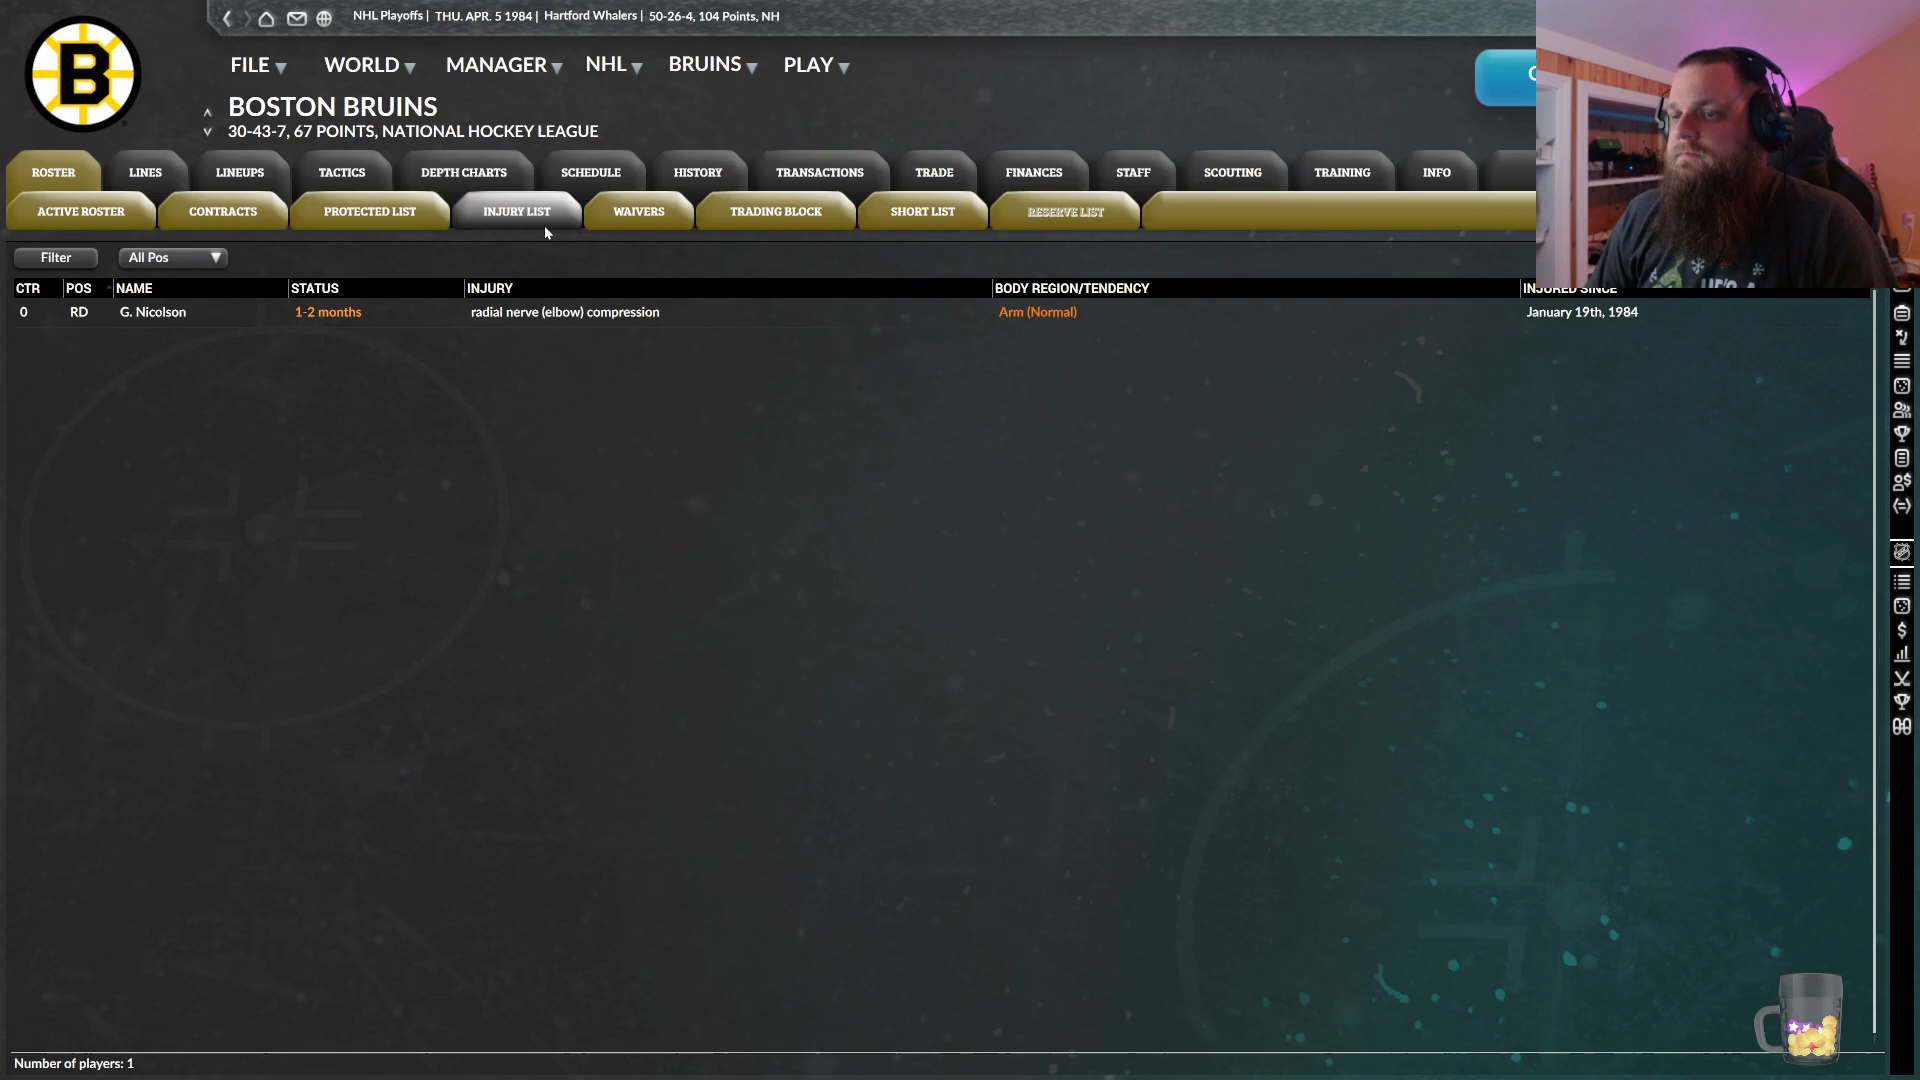 NHL Playoffs | THU. APR. 5 1984 | Hartford Whalers | 50-26-4, 104 Points, NH
B
FILE WORLD MANAGER NHL BRUINS PLAY
BOSTON BRUINS
30-43-7, 67 POINTS, NATIONAL HOCKEY LEAGUE
ROSTER LINES LINEUPS TACTICS DEPTH CHARTS SCHEDULE HISTORY TRANSACTIONS TRADE FINANCES STAFF SCOUTING TRAINING INFO
ACTIVE ROSTER CONTRACTS PROTECTED LIST INJURY LIST WAIVERS TRADING BLOCK SHORT LIST RESERVE LIST
Filter All Pos
CTR POS NAME STATUS INJURY BODY REGION/TENDENCY INJURED SINCE
0 RD G. Nicolson 1-2 months radial nerve (elbow) compression Arm (Normal) January 19th, 1984
Number of players: 1